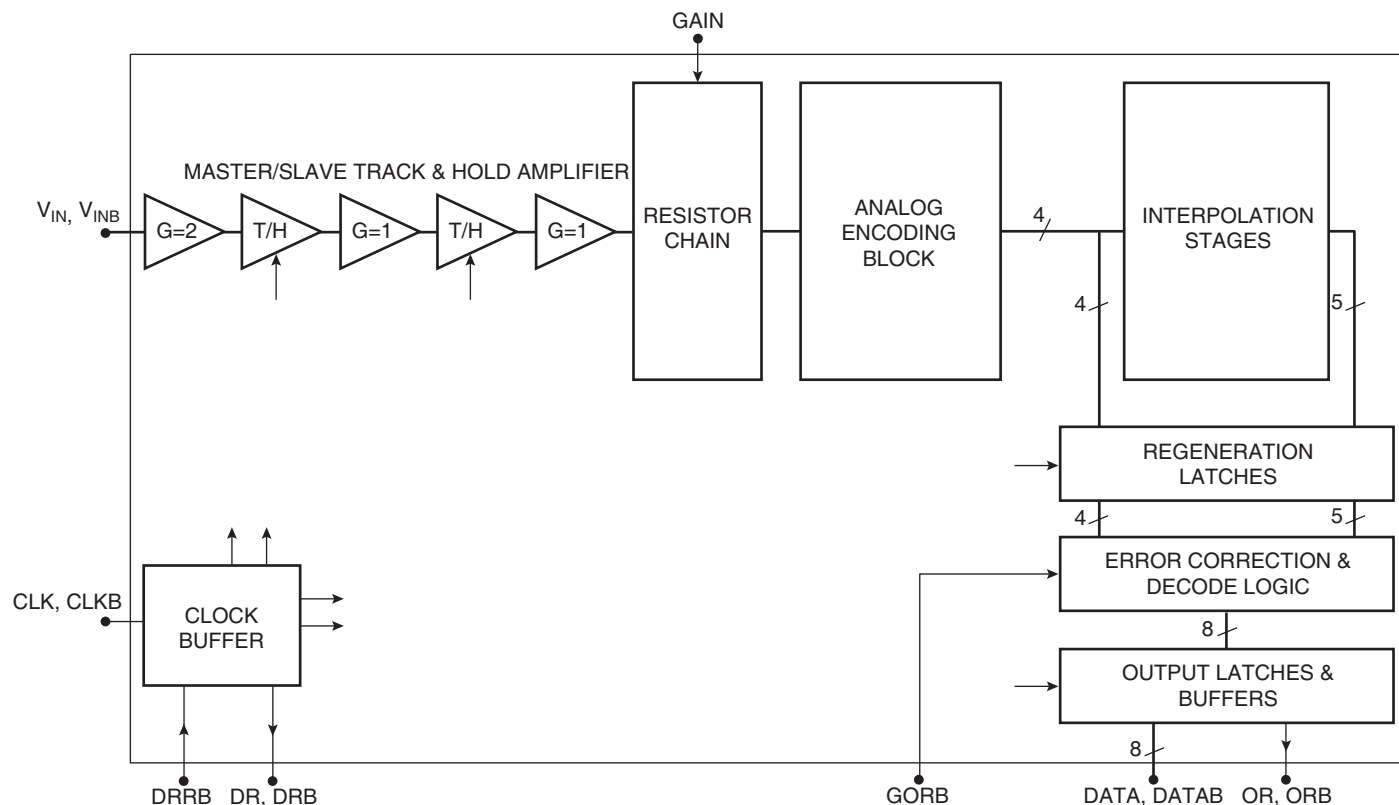 GAIN
MASTER/SLAVE TRACK & HOLD AMPLIFIER
VIN, VINB
G=2
T/H
G=1
T/H
G=1
RESISTOR
CHAIN
ANALOG
ENCODING
BLOCK
4
INTERPOLATION
STAGES
4
5
REGENERATION
LATCHES
4
5
ERROR CORRECTION &
DECODE LOGIC
CLK, CLKB
CLOCK
BUFFER
8
OUTPUT LATCHES &
BUFFERS
8
DRRB
DR, DRB
GORB
DATA, DATAB
OR, ORB